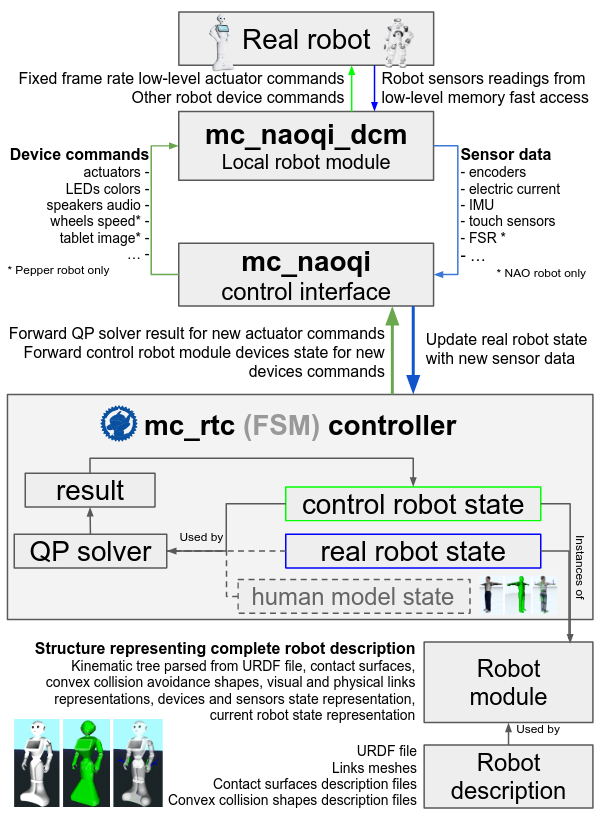 Real robot
Fixed frame rate low-level actuator commands
Other robot device commands
Robot sensors readings from
low-level memory fast access
mc_naoqi_dcm
Local robot module
Device commands
actuators -
LEDs colors -
speakers audio -
wheels speed* -
tablet image* -
... -
* Pepper robot only
Sensor data
- encoders
- electric current
- IMU
- touch sensors
- FSR *
- ...
* NAO robot only
mc_naoqi
control interface
Forward QP solver result for new actuator commands
Forward control robot module devices state for new
devices commands
Update real robot state
with new sensor data
mc_rtc (FSM) controller
result
control robot state
QP solver
Used by
real robot state
human model state
Instances of
Structure representing complete robot description
Kinematic tree parsed from URDF file, contact surfaces,
convex collision avoidance shapes, visual and physical links
representations, devices and sensors state representation,
current robot state representation
Robot
module
Used by
URDF file
Links meshes
Contact surfaces description files
Convex collision shapes description files
Robot
description